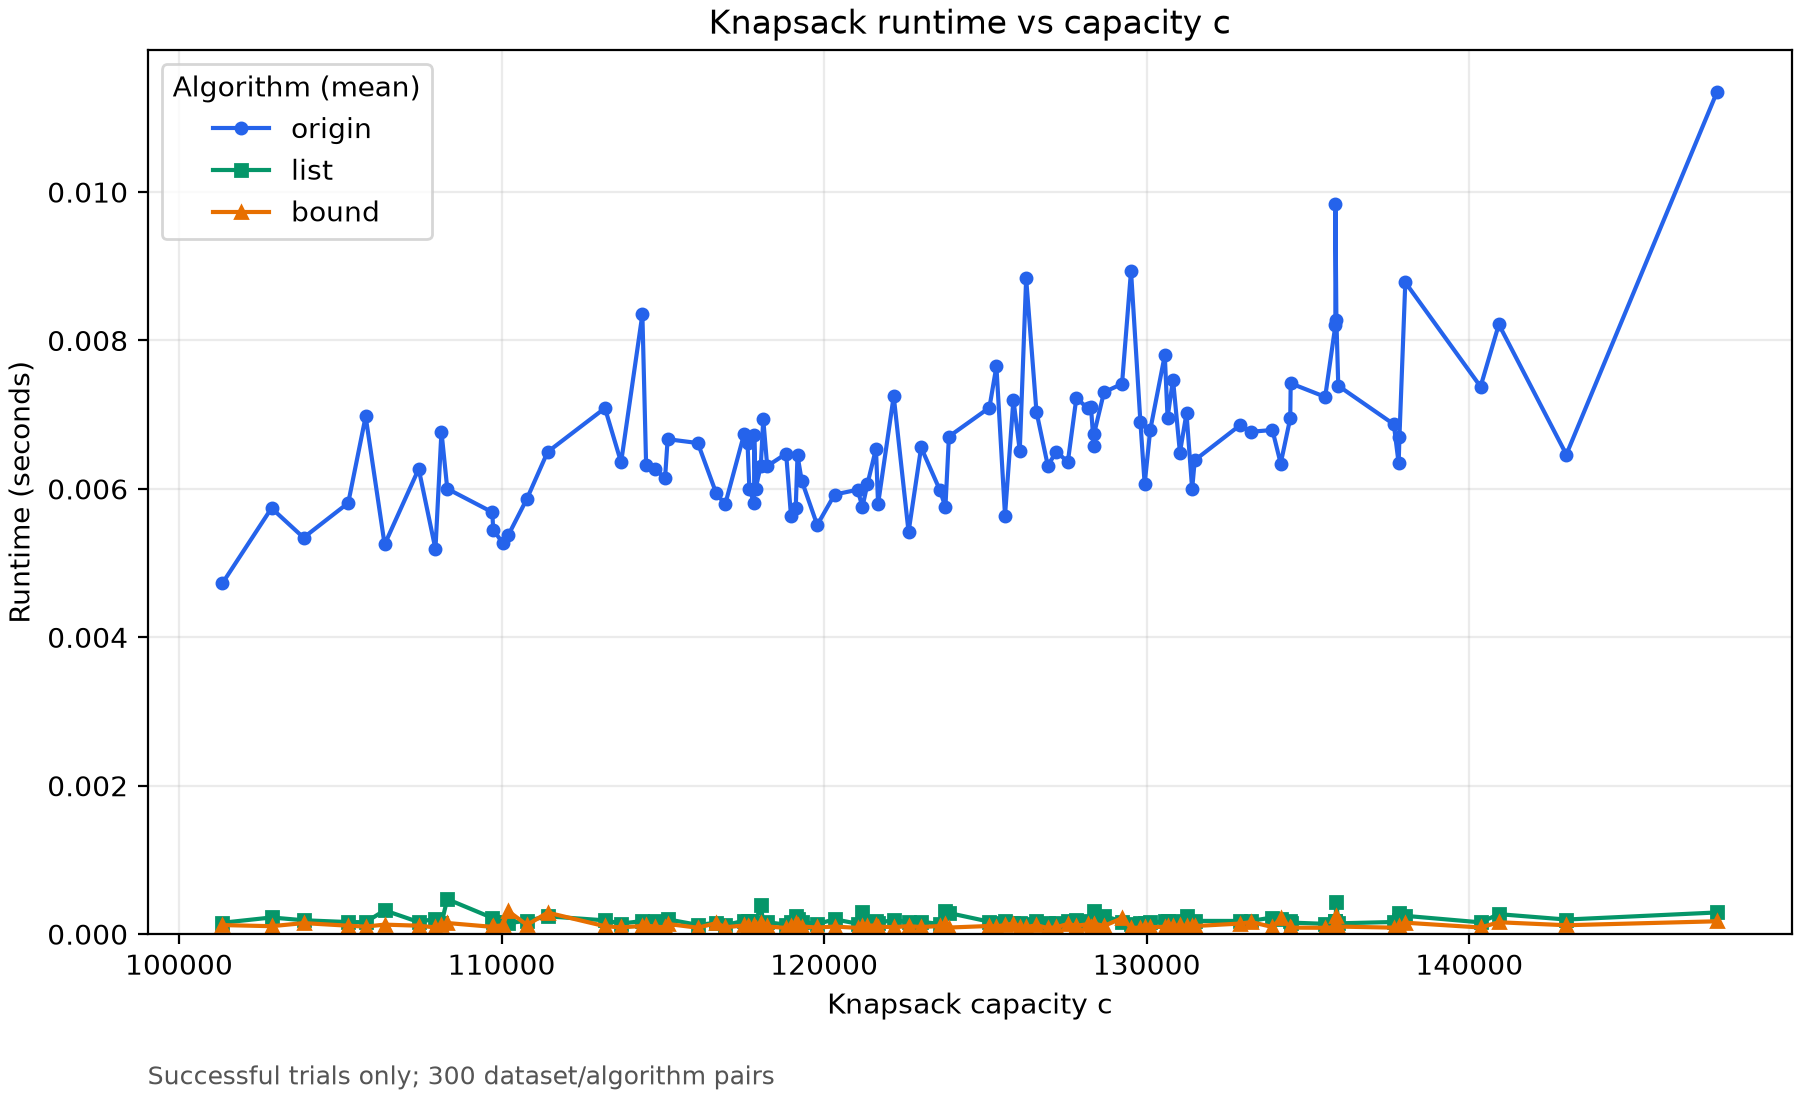 Knapsack runtime vs capacity c
Algorithm (mean)
origin
list
bound
0.010
0.008
0.006
0.004
0.002
0.000
Runtime (seconds)
100000
110000
120000
130000
140000
Knapsack capacity c
Successful trials only; 300 dataset/algorithm pairs